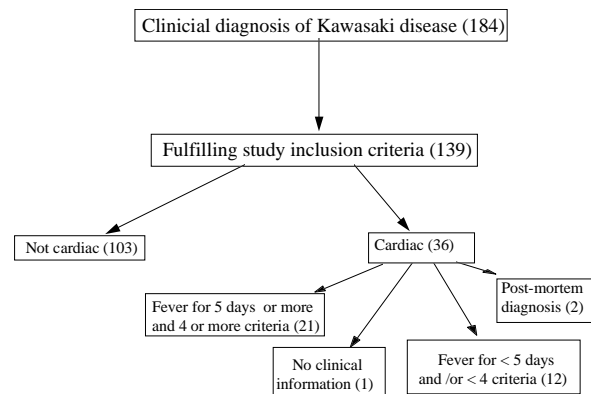 Clinicial diagnosis of Kawasaki disease (184)
Fulfilling study inclusion criteria (139)
Not cardiac (103)
Cardiac (36)
Fever for 5 days or more
and 4 or more criteria (21)
No clinical
information (1)
Fever for < 5 days
and /or < 4 criteria (12)
Post-mortem
diagnosis (2)